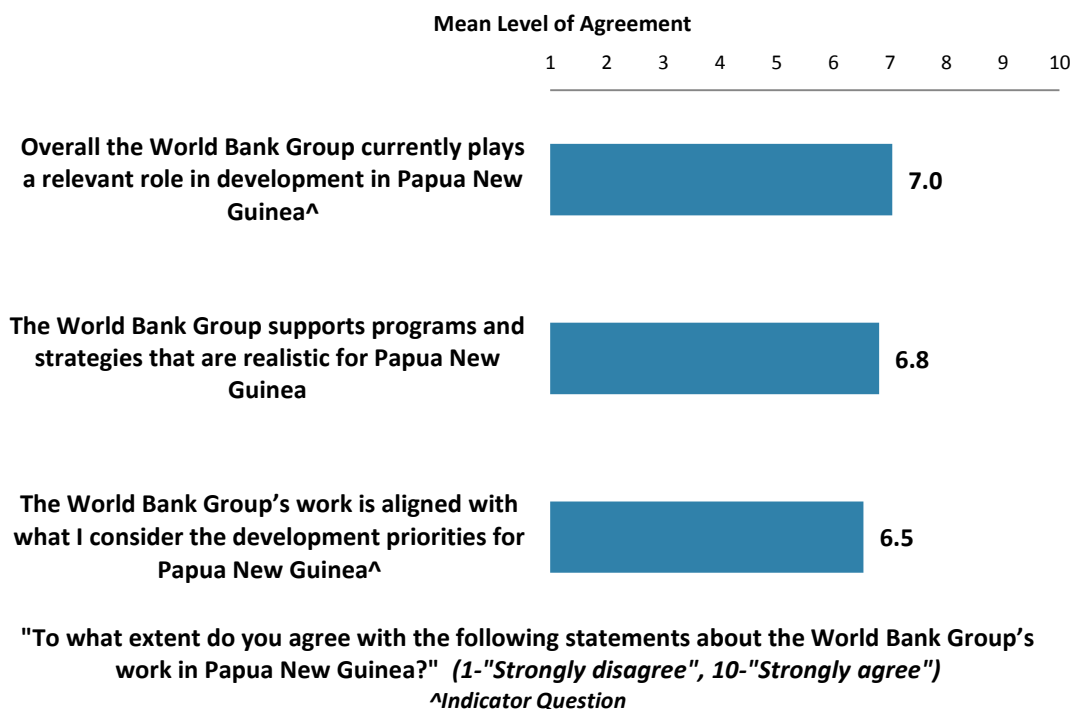 Mean Level of Agreement
1 2 3 4 5 6 7 8 9 10
Overall the World Bank Group currently plays
a relevant role in development in Papua New
Guinea^
7.0
The World Bank Group supports programs and
strategies that are realistic for Papua New
Guinea
6.8
The World Bank Group’s work is aligned with
what I consider the development priorities for
Papua New Guinea^
6.5
"To what extent do you agree with the following statements about the World Bank Group’s
work in Papua New Guinea?" (1-"Strongly disagree", 10-"Strongly agree")
^Indicator Question